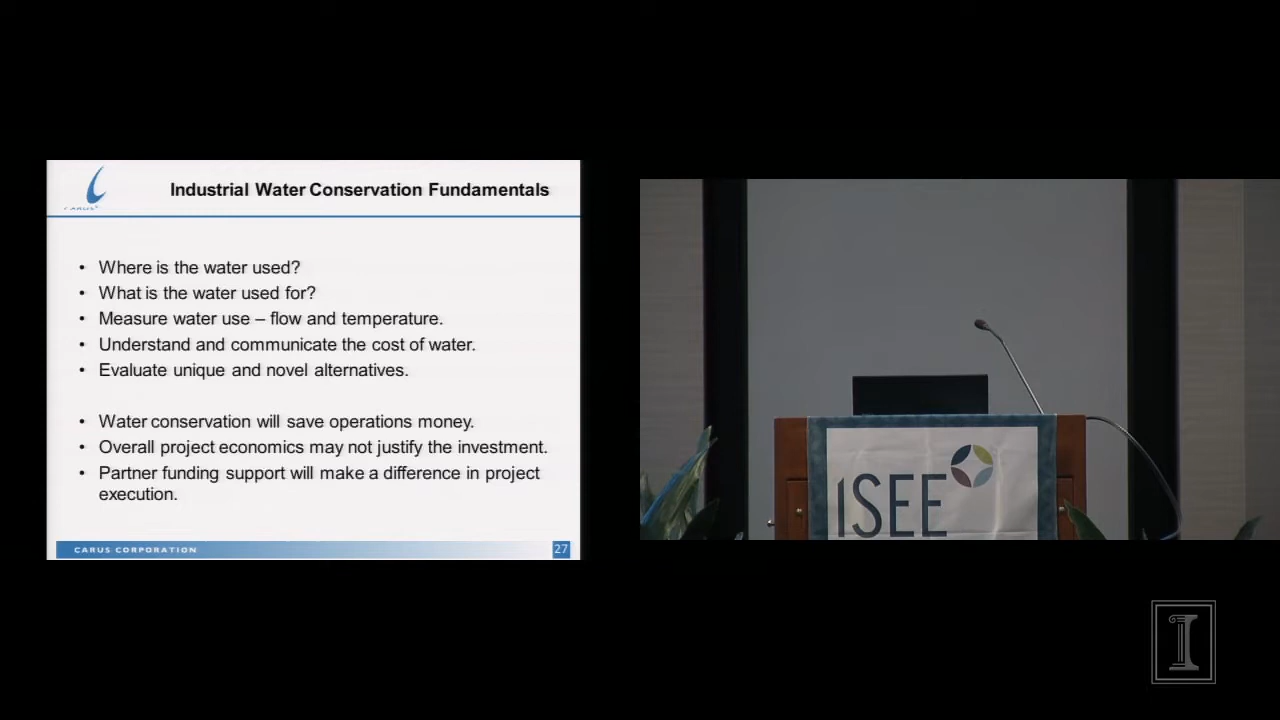 CARUS
Industrial Water Conservation Fundamentals
• Where is the water used?
• What is the water used for?
• Measure water use – flow and temperature.
• Understand and communicate the cost of water.
• Evaluate unique and novel alternatives.
• Water conservation will save operations money.
• Overall project economics may not justify the investment.
• Partner funding support will make a difference in project
execution.
CARUS CORPORATION
27
ISEE
I